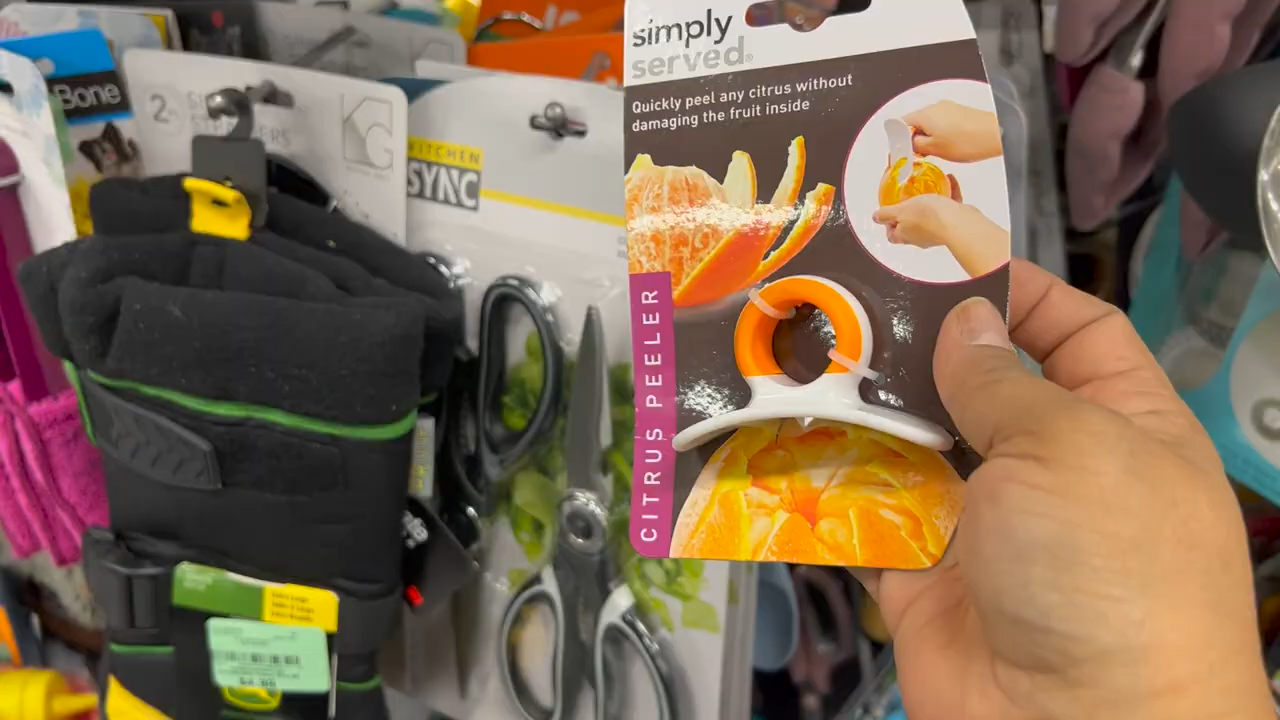 simply
served®
Quickly peel any citrus without
damaging the fruit inside
CITRUS PEELER
KITCHEN
SYNC
Bone
2
G